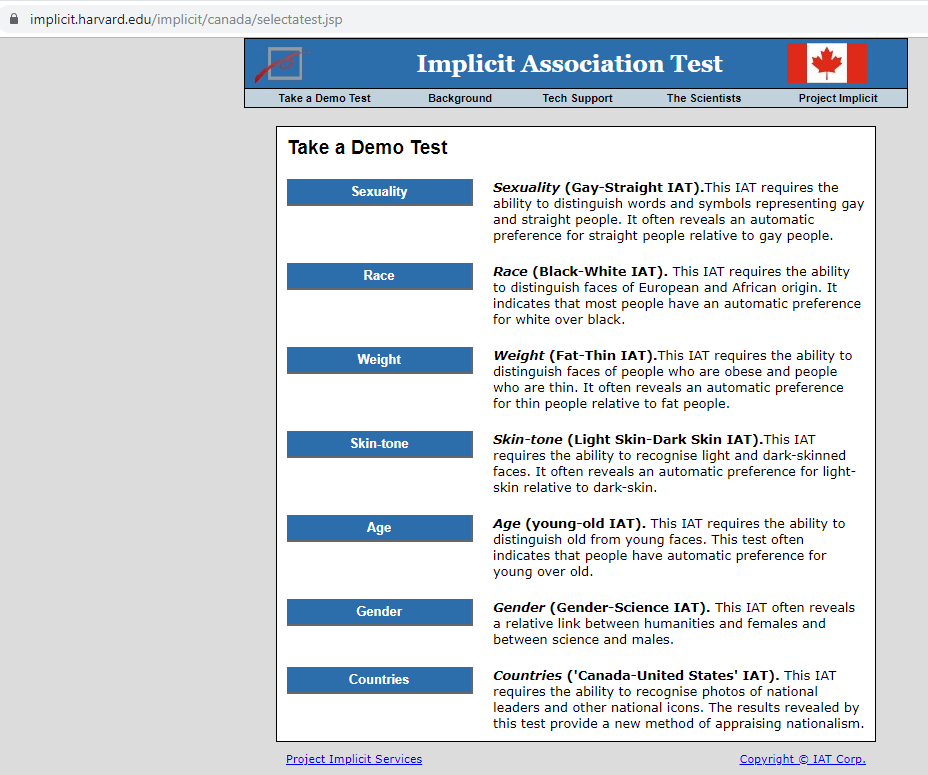 implicit.harvard.edu/implicit/canada/selectatest.jsp
Implicit Association Test
Take a Demo Test Background Tech Support The Scientists Project Implicit
Take a Demo Test
Sexuality
Sexuality (Gay-Straight IAT).This IAT requires the
ability to distinguish words and symbols representing gay
and straight people. It often reveals an automatic
preference for straight people relative to gay people.
Race
Race (Black-White IAT). This IAT requires the ability
to distinguish faces of European and African origin. It
indicates that most people have an automatic preference
for white over black.
Weight
Weight (Fat-Thin IAT).This IAT requires the ability to
distinguish faces of people who are obese and people
who are thin. It often reveals an automatic preference
for thin people relative to fat people.
Skin-tone
Skin-tone (Light Skin-Dark Skin IAT).This IAT
requires the ability to recognise light and dark-skinned
faces. It often reveals an automatic preference for light-
skin relative to dark-skin.
Age
Age (young-old IAT). This IAT requires the ability to
distinguish old from young faces. This test often
indicates that people have automatic preference for
young over old.
Gender
Gender (Gender-Science IAT). This IAT often reveals
a relative link between humanities and females and
between science and males.
Countries
Countries ('Canada-United States' IAT). This IAT
requires the ability to recognise photos of national
leaders and other national icons. The results revealed by
this test provide a new method of appraising nationalism.
Project Implicit Services
Copyright © IAT Corp.